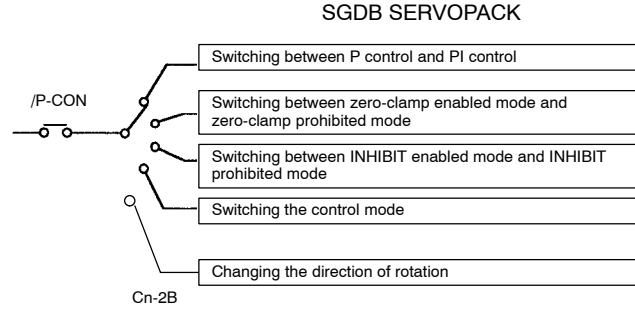 SGDB SERVOPACK
Switching between P control and PI control
/P-CON
Switching between zero-clamp enabled mode and
zero-clamp prohibited mode
Switching between INHIBIT enabled mode and INHIBIT
prohibited mode
Switching the control mode
Changing the direction of rotation
Cn-2B